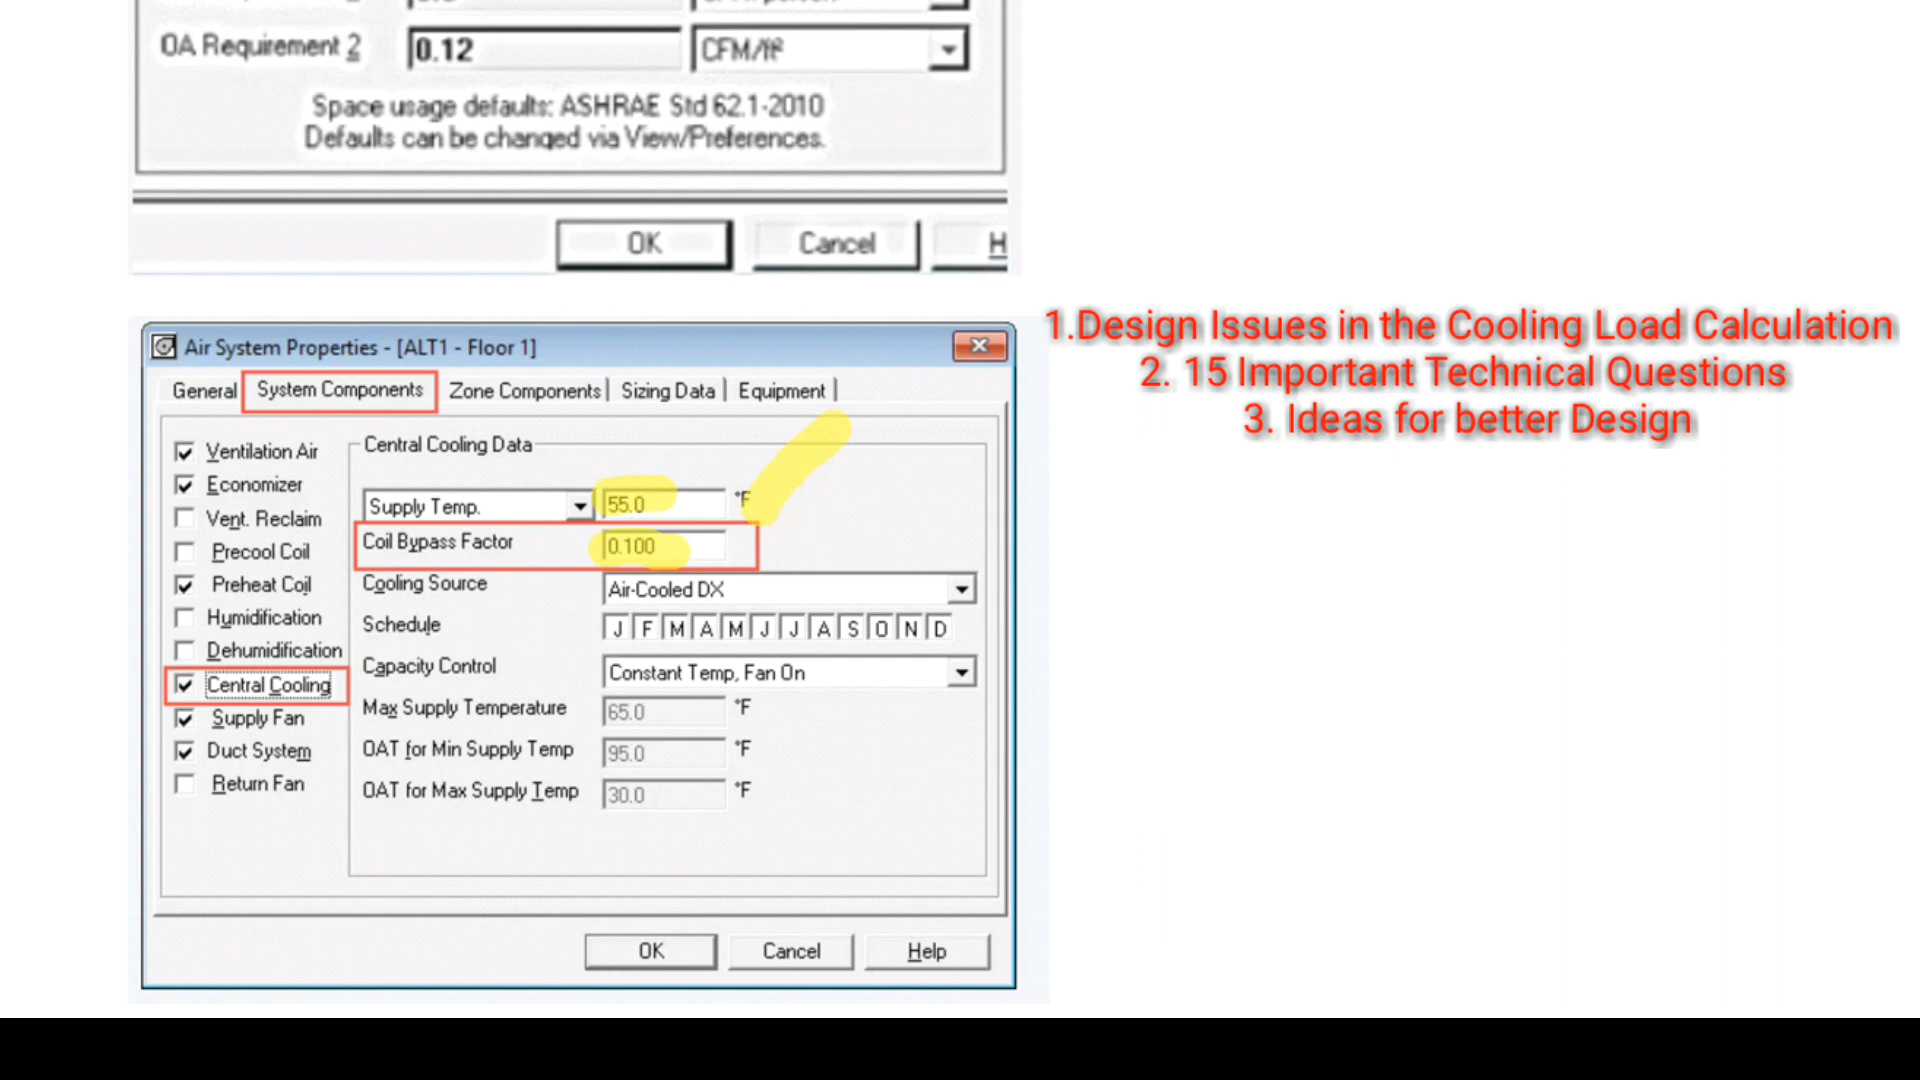 OA Requirement 2 0.12 CFM/ft²
Space usage defaults: ASHRAE Std 62.1-2010
Defaults can be changed via View/Preferences.
OK Cancel H
Air System Properties - [ALT1 - Floor 1]
General System Components Zone Components Sizing Data Equipment
Ventilation Air
Economizer
Vent. Reclaim
Precool Coil
Preheat Coil
Humidification
Dehumidification
Central Cooling
Supply Fan
Duct System
Return Fan
Central Cooling Data
Supply Temp. 55.0 °F
Coil Bypass Factor 0.100
Cooling Source Air-Cooled DX
Schedule J F M A M J J A S O N D
Capacity Control Constant Temp, Fan On
Max Supply Temperature 65.0 °F
OAT for Min Supply Temp 95.0 °F
OAT for Max Supply Temp 30.0 °F
OK Cancel Help
1.Design Issues in the Cooling Load Calculation
2. 15 Important Technical Questions
3. Ideas for better Design